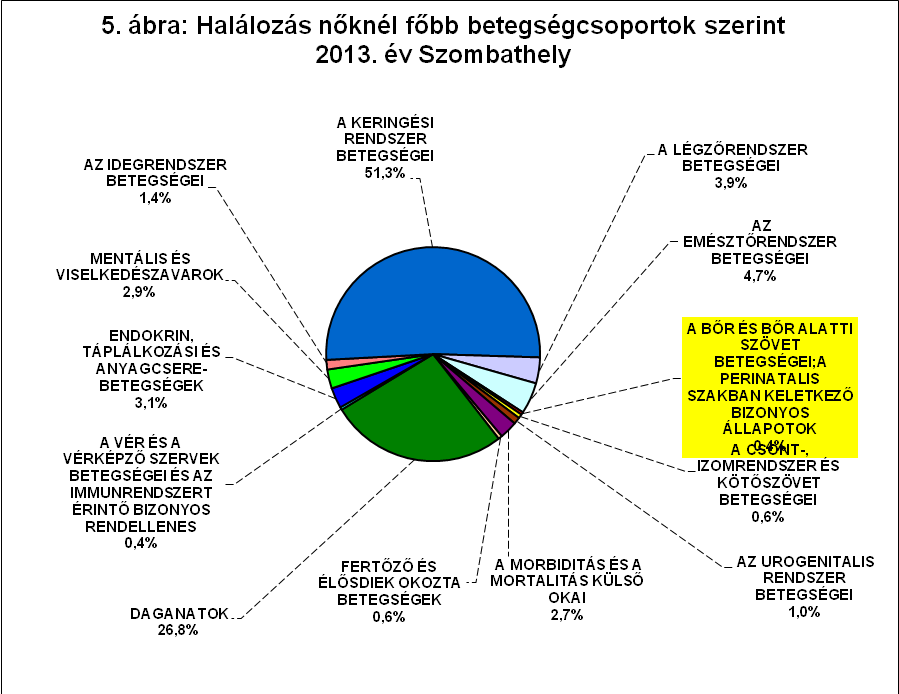 5. ábra: Halálozás nőknél főbb betegségcsoportok szerint
2013. év Szombathely
A KERINGÉSI
RENDSZER
BETEGSÉGEI
51,3%
A LÉGZŐRENDSZER
BETEGSÉGEI
3,9%
AZ
EMÉSZTŐRENDSZER
BETEGSÉGEI
4,7%
A BŐR ÉS BŐR ALATTI
SZÖVET
BETEGSÉGEI;A
PERINATALIS
SZAKBAN KELETKEZŐ
BIZONYOS
ÁLLAPOTOK
0,4%
A CSONT-,
IZOMRENDSZER ÉS
KÖTŐSZÖVET
BETEGSÉGEI
0,6%
AZ UROGENITALIS
RENDSZER
BETEGSÉGEI
1,0%
A MORBIDITÁS ÉS A
MORTALITÁS KÜLSŐ
OKAI
2,7%
FERTŐZŐ ÉS
ÉLŐSDIEK OKOZTA
BETEGSÉGEK
0,6%
DAGANATOK
26,8%
A VÉR ÉS A
VÉRKÉPZŐ SZERVEK
BETEGSÉGEI ÉS AZ
IMMUNRENDSZERT
ÉRINTŐ BIZONYOS
RENDELLENES
0,4%
ENDOKRIN,
TÁPLÁLKOZÁSI ÉS
ANYAGCSERE-
BETEGSÉGEK
3,1%
MENTÁLIS ÉS
VISELKEDÉSZAVAROK
2,9%
AZ IDEGRENDSZER
BETEGSÉGEI
1,4%